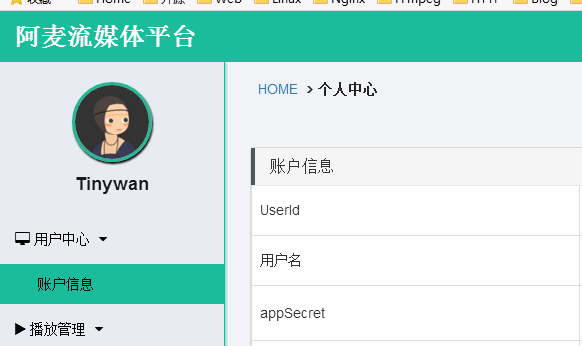 收藏 Home 开源 Web Linux Nginx Blog
阿麦流媒体平台
HOME > 个人中心
Tinywan
账户信息
UserId
用户名
appSecret
用户中心
账户信息
播放管理